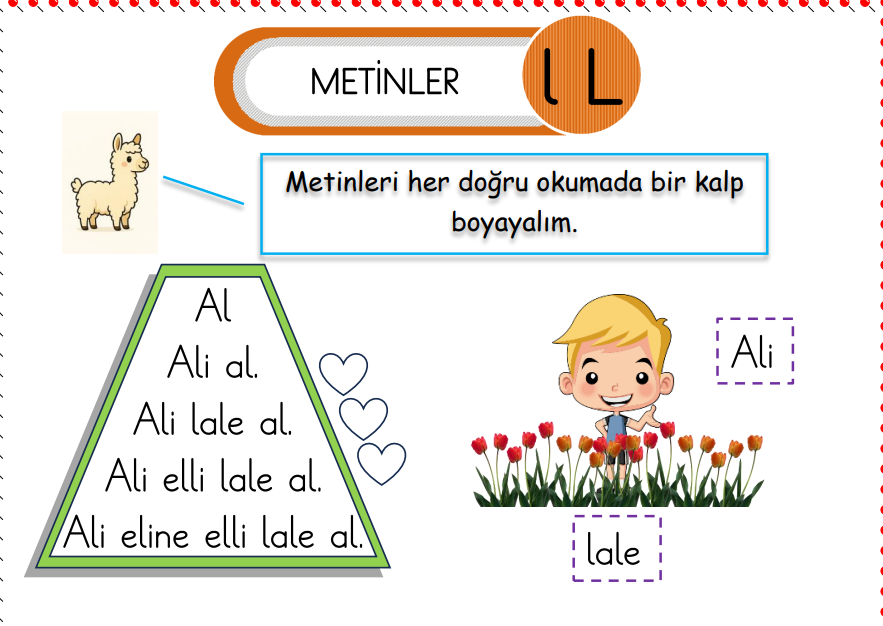 METİNLER
l L
Metinleri her doğru okumada bir kalp
boyayalım.
Al
Ali al.
Ali lale al.
Ali elli lale al.
Ali eline elli lale al.
Ali
lale